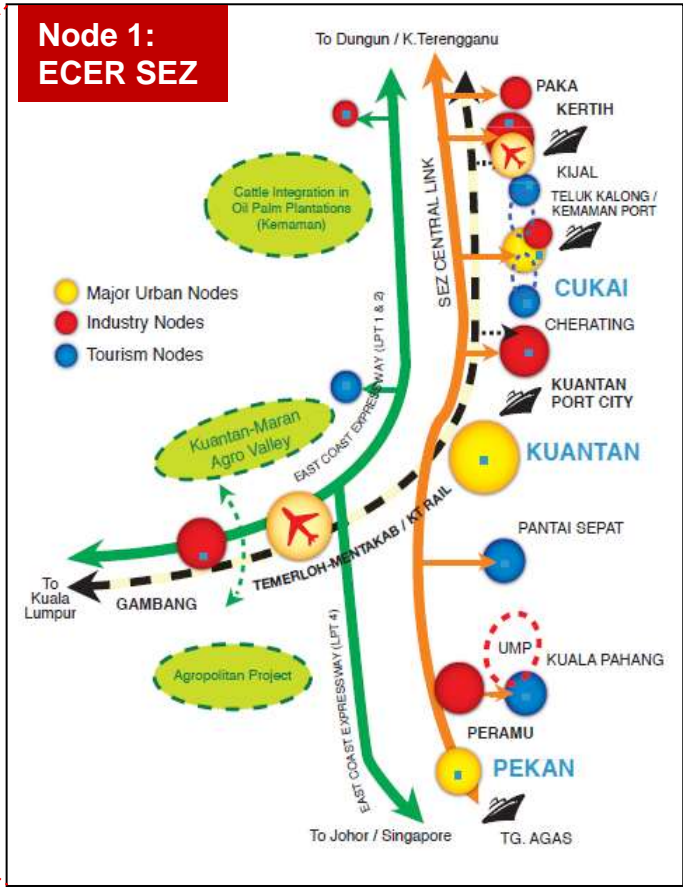 Node 1:
ECER SEZ
To Dungun / K.Terengganu
PAKA
KERTIH
KIJAL
TELUK KALONG /
KEMAMAN PORT
Cattle Integration in
Oil Palm Plantations
(Kemaman)
SEZ CENTRAL LINK
CUKAI
Major Urban Nodes
Industry Nodes
Tourism Nodes
CHERATING
EAST COAST EXPRESSWAY (LPT 1 & 2)
KUANTAN
PORT CITY
Kuantan-Maran
Agro Valley
KUANTAN
TEMERLOH-MENTAKAB / KT RAIL
PANTAI SEPAT
To
Kuala
Lumpur
GAMBANG
EAST COAST EXPRESSWAY (LPT 4)
UMP
KUALA PAHANG
Agropolitan Project
PERAMU
PEKAN
To Johor / Singapore
TG. AGAS